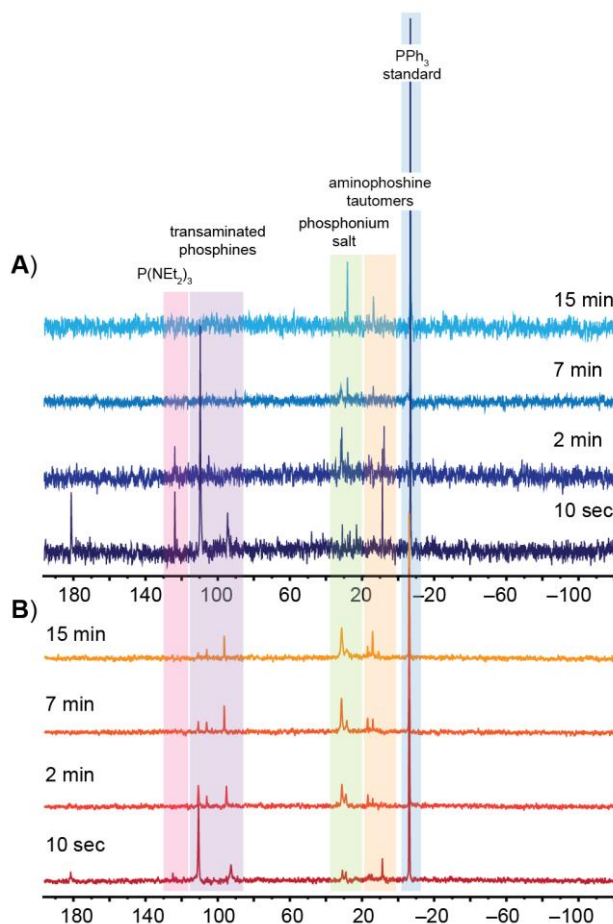 PPh3
standard
aminophoshine
tautomers
transaminated
phosphines
phosphonium
salt
P(NEt2)3
A)
15 min
7 min
2 min
10 sec
180 140 100 60 20 –20 –60 –100
B)
15 min
7 min
2 min
10 sec
180 140 100 60 20 –20 –60 –100